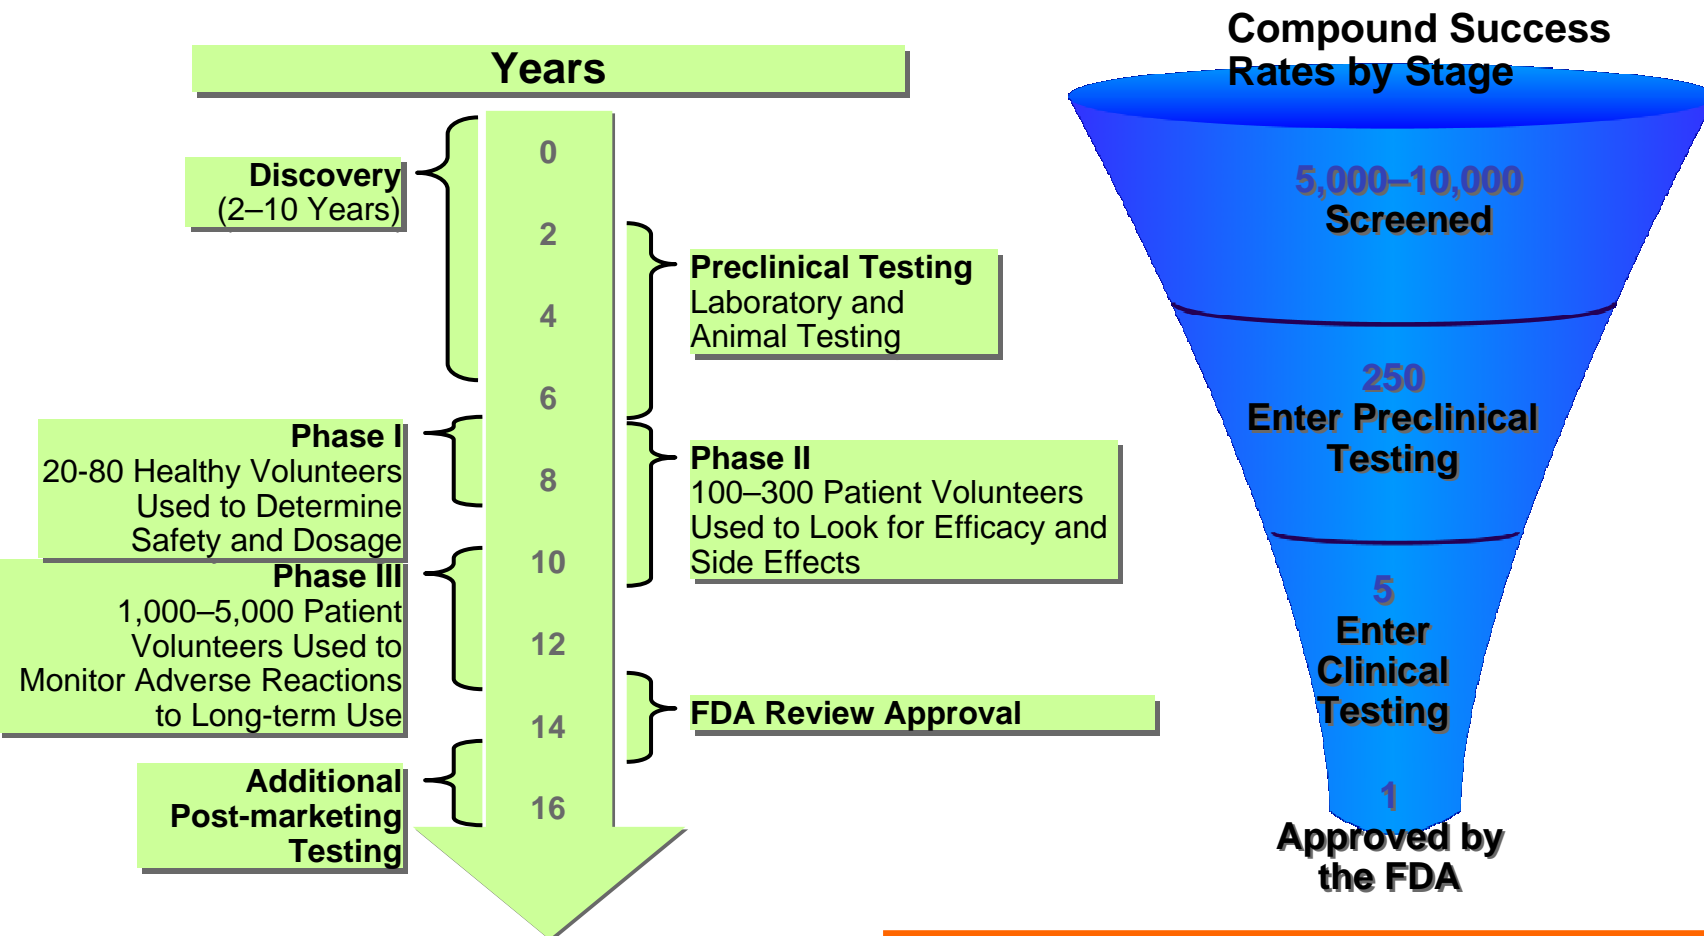 Years
0
2
4
6
8
10
12
14
16
Discovery
(2–10 Years)
Preclinical Testing
Laboratory and
Animal Testing
Phase I
20-80 Healthy Volunteers
Used to Determine
Safety and Dosage
Phase II
100–300 Patient Volunteers
Used to Look for Efficacy and
Side Effects
Phase III
1,000–5,000 Patient
Volunteers Used to
Monitor Adverse Reactions
to Long-term Use
FDA Review Approval
Additional
Post-marketing
Testing
Compound Success
Rates by Stage
5,000–10,000
Screened
250
Enter Preclinical
Testing
5
Enter
Clinical
Testing
1
Approved by
the FDA